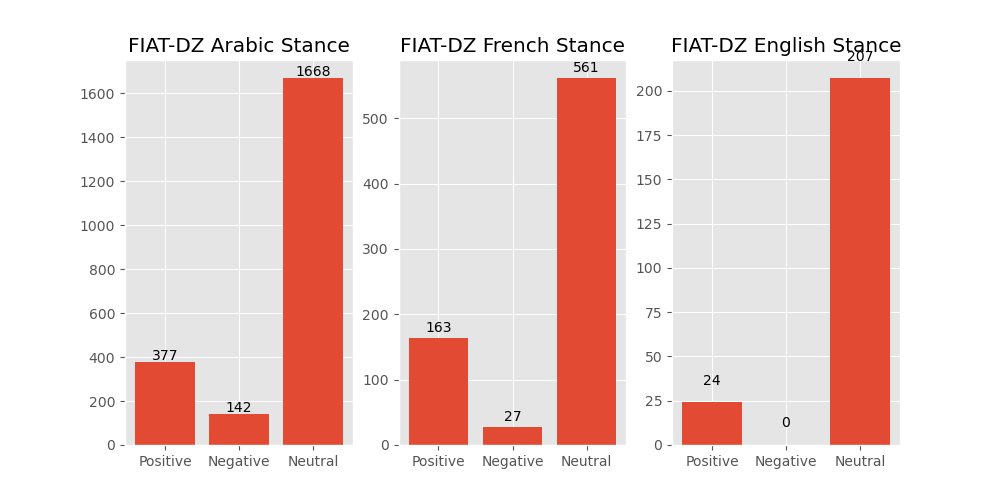 FIAT-DZ Arabic Stance
1600
1400
1200
1000
800
600
400
200
0
377
142
1668
Positive
Negative
Neutral
FIAT-DZ French Stance
500
400
300
200
100
0
163
27
561
Positive
Negative
Neutral
FIAT-DZ English Stance
200
175
150
125
100
75
50
25
0
24
0
207
Positive
Negative
Neutral